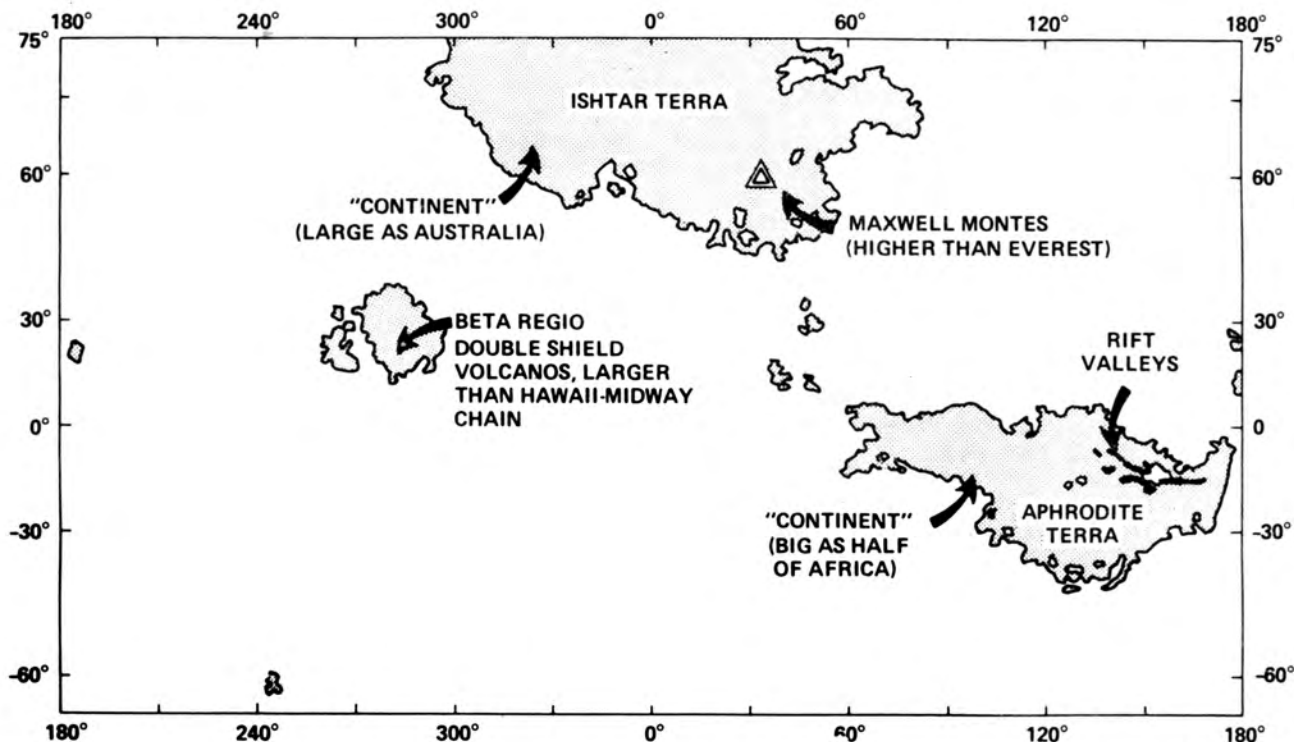 180° 240° 300° 0° 60° 120° 180°
75° 75°
ISHTAR TERRA
60° 60°
"CONTINENT"
(LARGE AS AUSTRALIA)
MAXWELL MONTES
(HIGHER THAN EVEREST)
30° 30°
BETA REGIO
DOUBLE SHIELD
VOLCANOS, LARGER
THAN HAWAII-MIDWAY
CHAIN
RIFT
VALLEYS
0° 0
"CONTINENT"
(BIG AS HALF
OF AFRICA)
APHRODITE
TERRA
-30° -30°
-60° -60°
180° 240° 300° 0° 60° 120° 180°